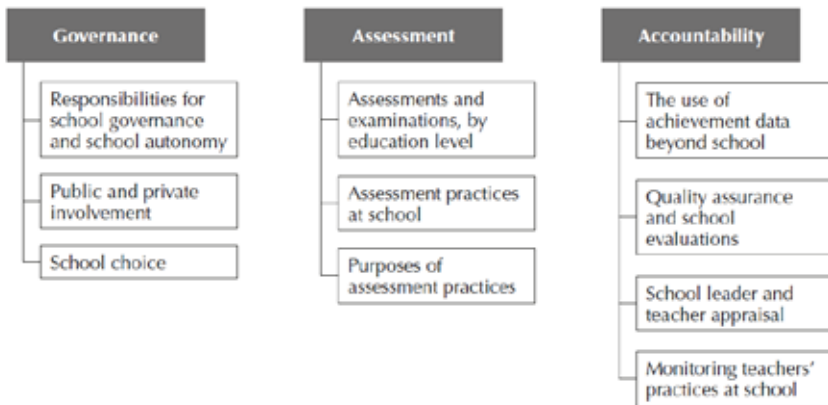 Governance
Responsibilities for
school governance
and school autonomy
Public and private
involvement
School choice
Assessment
Assessments and
examinations, by
education level
Assessment practices
at school
Purposes of
assessment practices
Accountability
The use of
achievement data
beyond school
Quality assurance
and school
evaluations
School leader and
teacher appraisal
Monitoring teachers'
practices at school